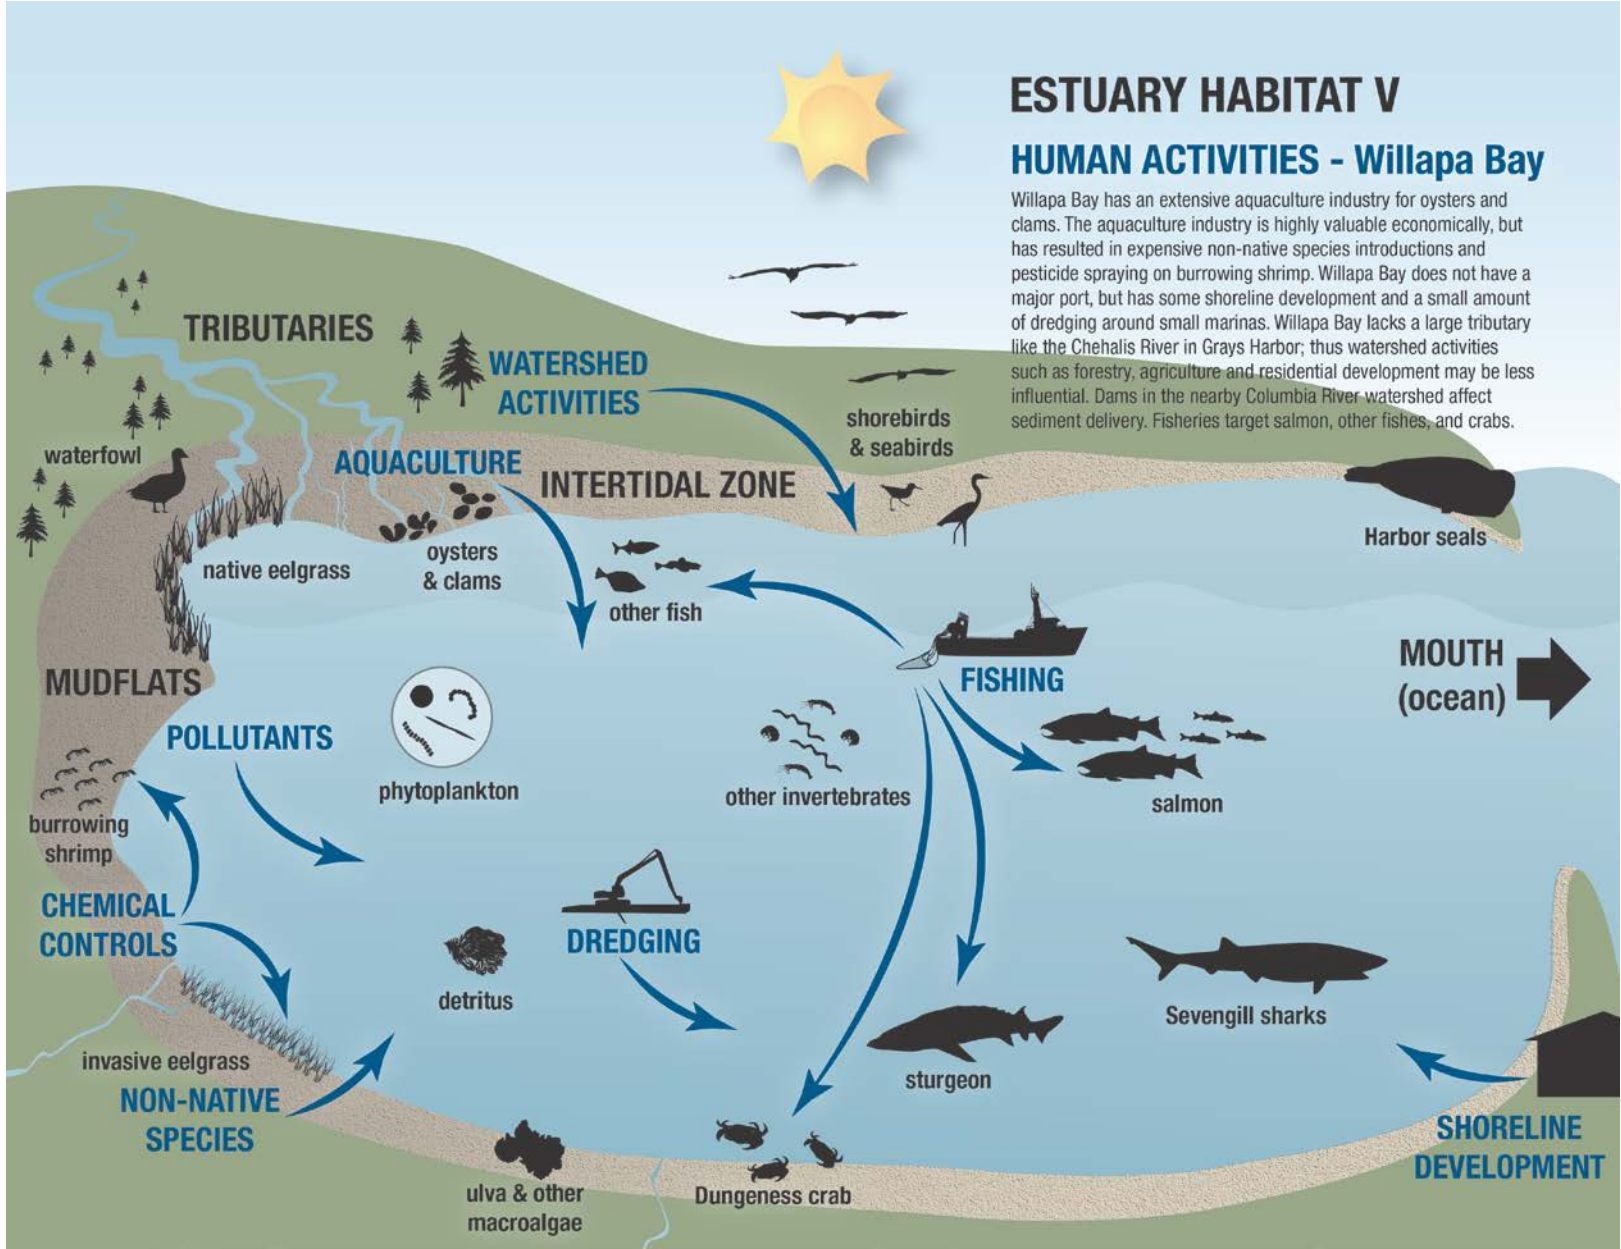 ESTUARY HABITAT V
HUMAN ACTIVITIES - Willapa Bay
Willapa Bay has an extensive aquaculture industry for oysters and
clams. The aquaculture industry is highly valuable economically, but
has resulted in expensive non-native species introductions and
pesticide spraying on burrowing shrimp. Willapa Bay does not have a
major port, but has some shoreline development and a small amount
of dredging around small marinas. Willapa Bay lacks a large tributary
like the Chehalis River in Grays Harbor; thus watershed activities
such as forestry, agriculture and residential development may be less
influential. Dams in the nearby Columbia River watershed affect
sediment delivery. Fisheries target salmon, other fishes, and crabs.
TRIBUTARIES
WATERSHED
ACTIVITIES
shorebirds
& seabirds
waterfowl
AQUACULTURE
INTERTIDAL ZONE
Harbor seals
oysters
& clams
native eelgrass
other fish
MUDFLATS
FISHING
MOUTH
(ocean)
POLLUTANTS
phytoplankton
other invertebrates
salmon
burrowing
shrimp
CHEMICAL
CONTROLS
DREDGING
detritus
Sevengill sharks
invasive eelgrass
sturgeon
NON-NATIVE
SPECIES
SHORELINE
DEVELOPMENT
ulva & other
macroalgae
Dungeness crab